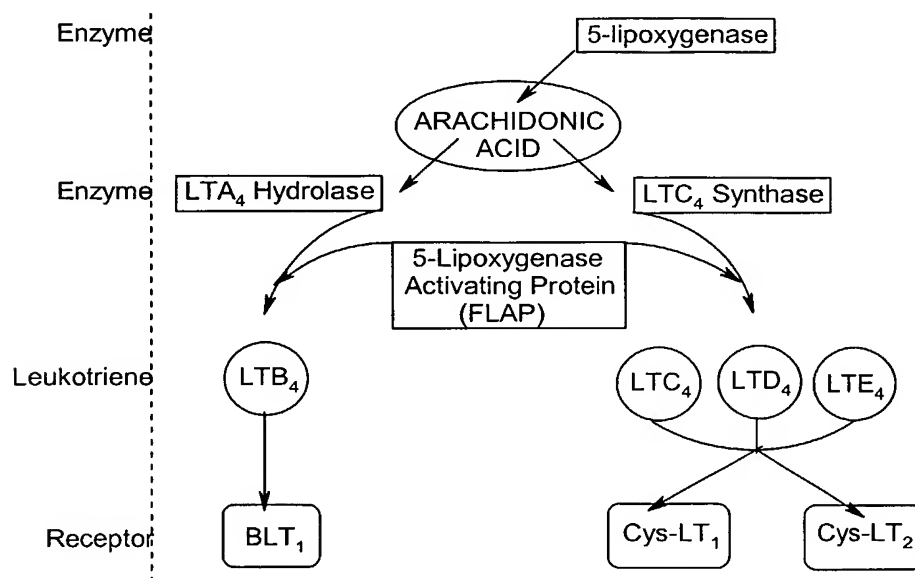 Enzyme
5-lipoxygenase
ARACHIDONIC
ACID
Enzyme
LTA₄ Hydrolase
LTC₄ Synthase
5-Lipoxygenase
Activating Protein
(FLAP)
Leukotriene
LTB₄
LTC₄
LTD₄
LTE₄
Receptor
BLT₁
Cys-LT₁
Cys-LT₂